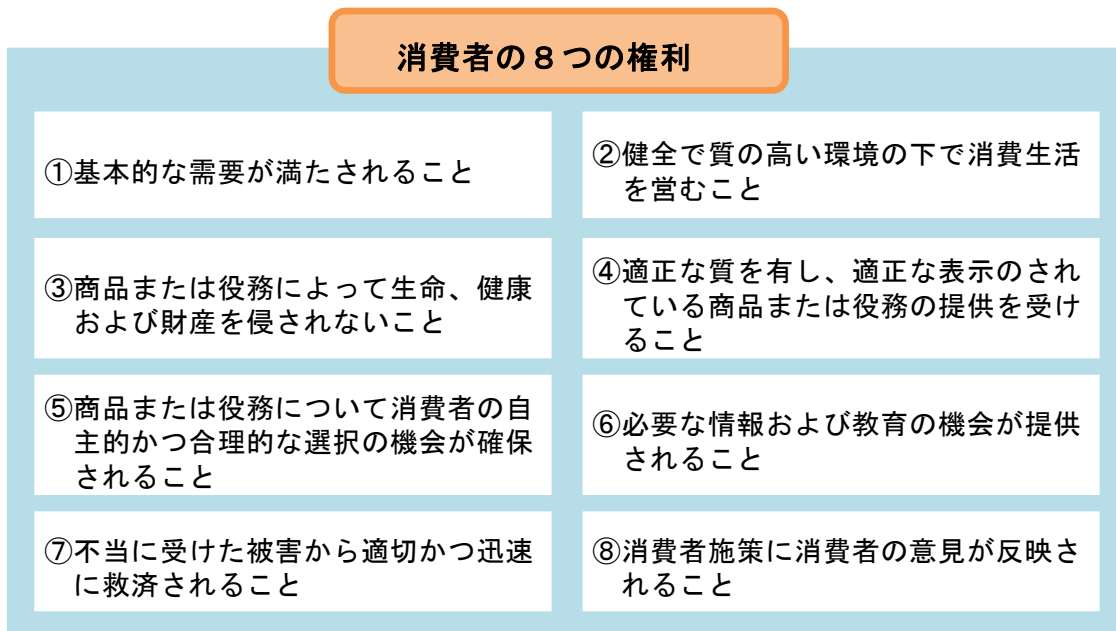 消費者の８つの権利
①基本的な需要が満たされること
②健全で質の高い環境の下で消費生活
を営むこと
③商品または役務によって生命、健康
および財産を侵されないこと
④適正な質を有し、適正な表示のされ
ている商品または役務の提供を受け
ること
⑤商品または役務について消費者の自
主的かつ合理的な選択の機会が確保
されること
⑥必要な情報および教育の機会が提供
されること
⑦不当に受けた被害から適切かつ迅速
に救済されること
⑧消費者施策に消費者の意見が反映さ
れること